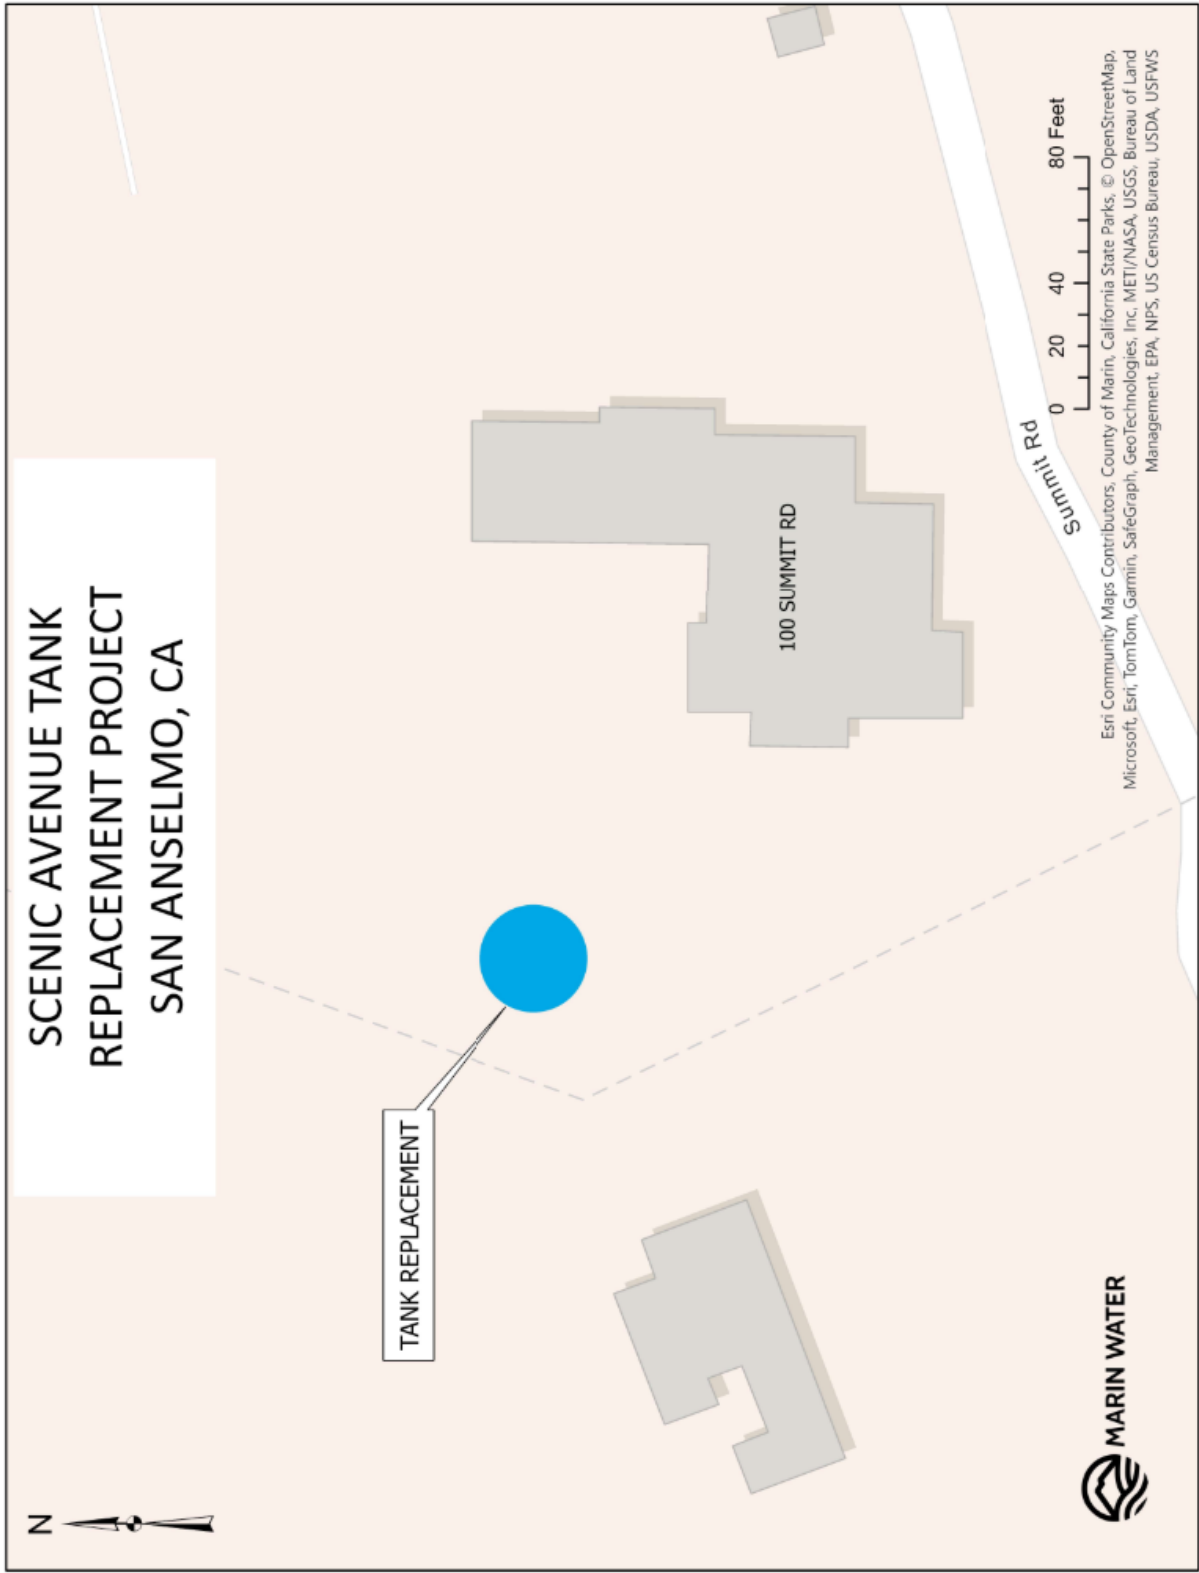 SCENIC AVENUE TANK
REPLACEMENT PROJECT
SAN ANSELMO, CA
N
TANK REPLACEMENT
100 SUMMIT RD
Summit Rd
0 20 40 80 Feet
Esri Community Maps Contributors, County of Marin, California State Parks, © OpenStreetMap,
Microsoft, Esri, TomTom, Garmin, SafeGraph, GeoTechnologies, Inc, METI/NASA, USGS, Bureau of Land
Management, EPA, NPS, US Census Bureau, USDA, USFWS
MARIN WATER